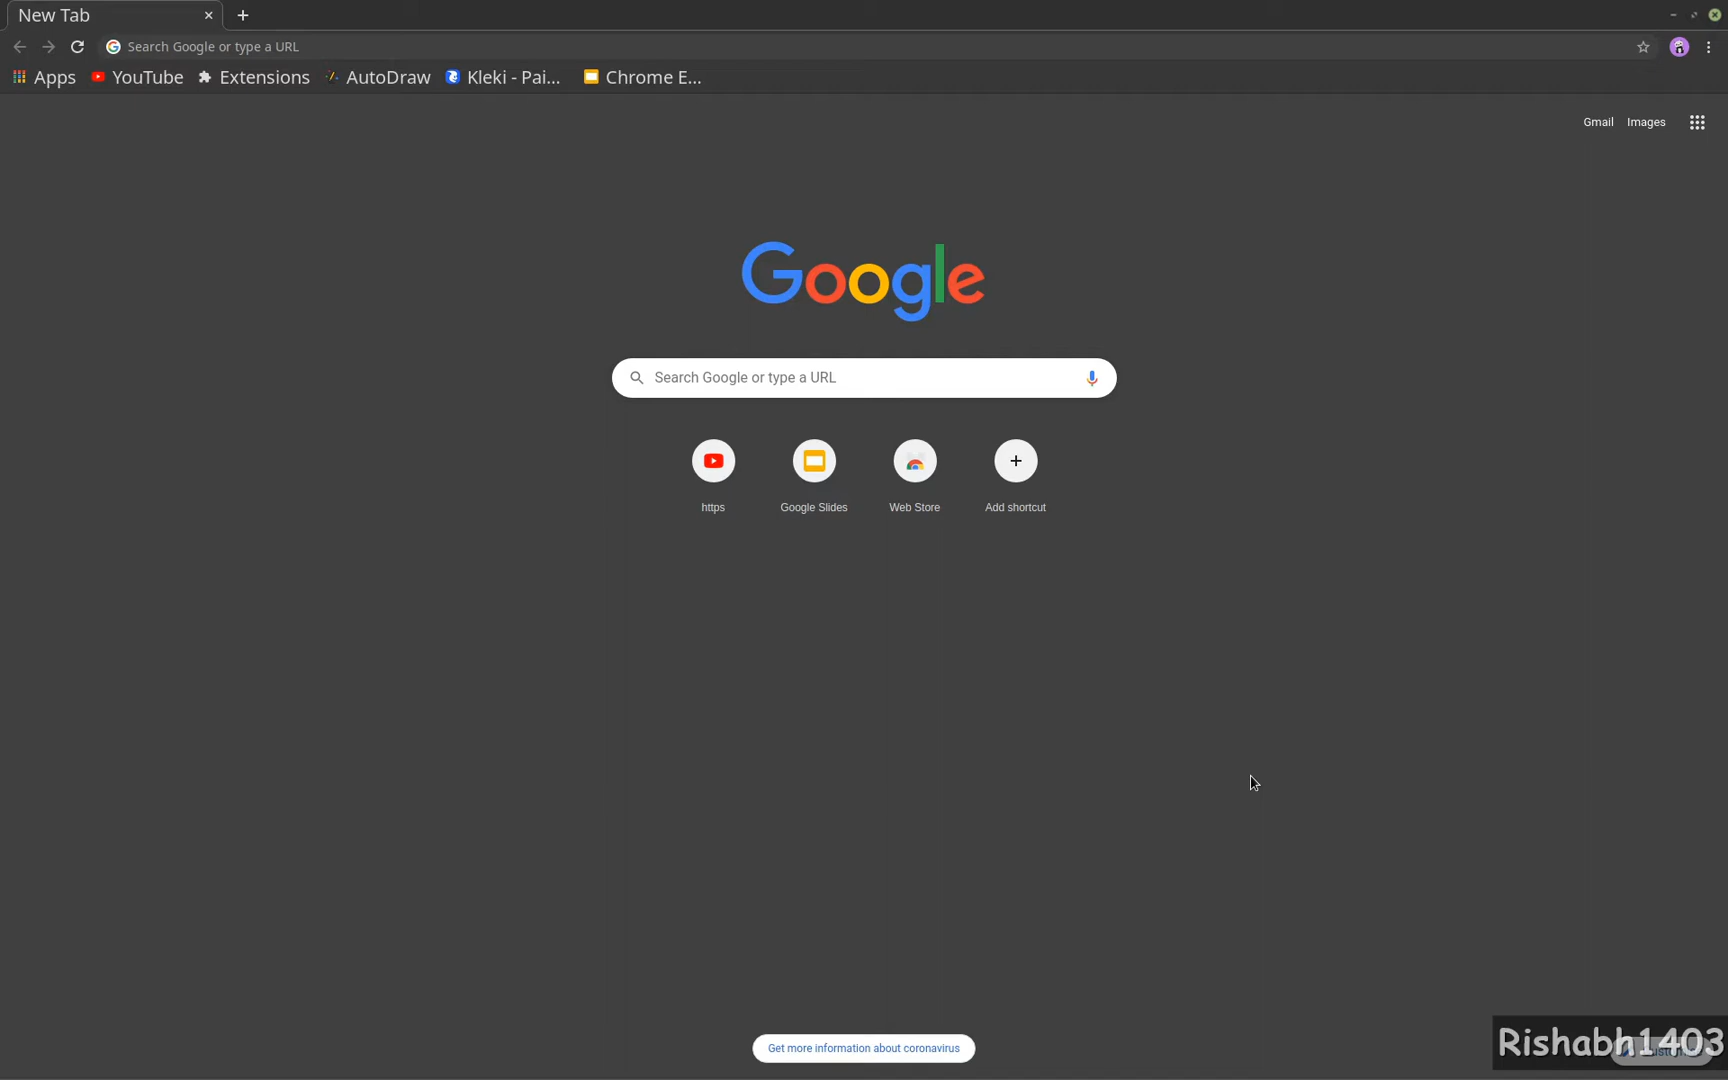 New Tab
Search Google or type a URL
Apps YouTube Extensions AutoDraw Kleki - Pai... Chrome E...
Gmail Images
Google
Search Google or type a URL
https Google Slides Web Store Add shortcut
Get more information about coronavirus
Rishabh1403